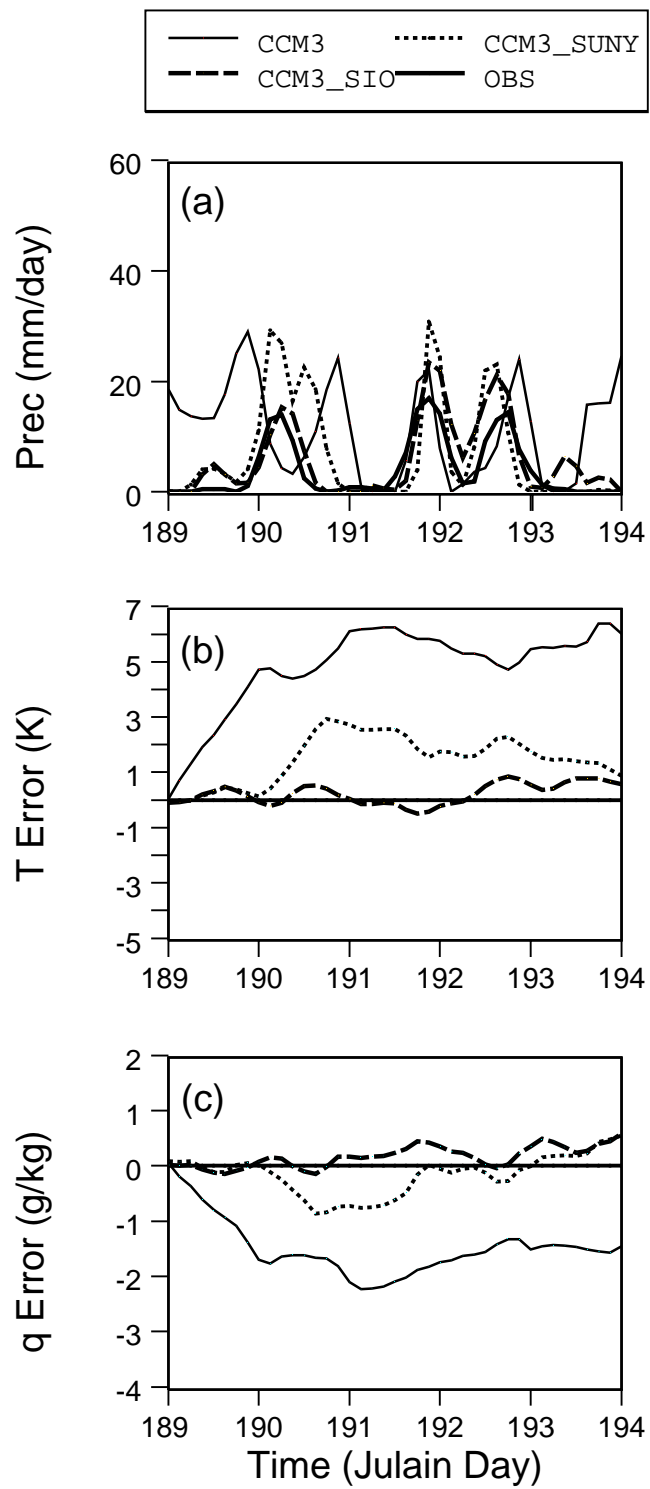 CCM3 CCM3_SUNY
CCM3_SIO OBS
(a)
Prec (mm/day)
60
40
20
0
189 190 191 192 193 194
(b)
T Error (K)
7
5
3
1
-1
-3
-5
189 190 191 192 193 194
(c)
q Error (g/kg)
2
1
0
-1
-2
-3
-4
189 190 191 192 193 194
Time (Julain Day)